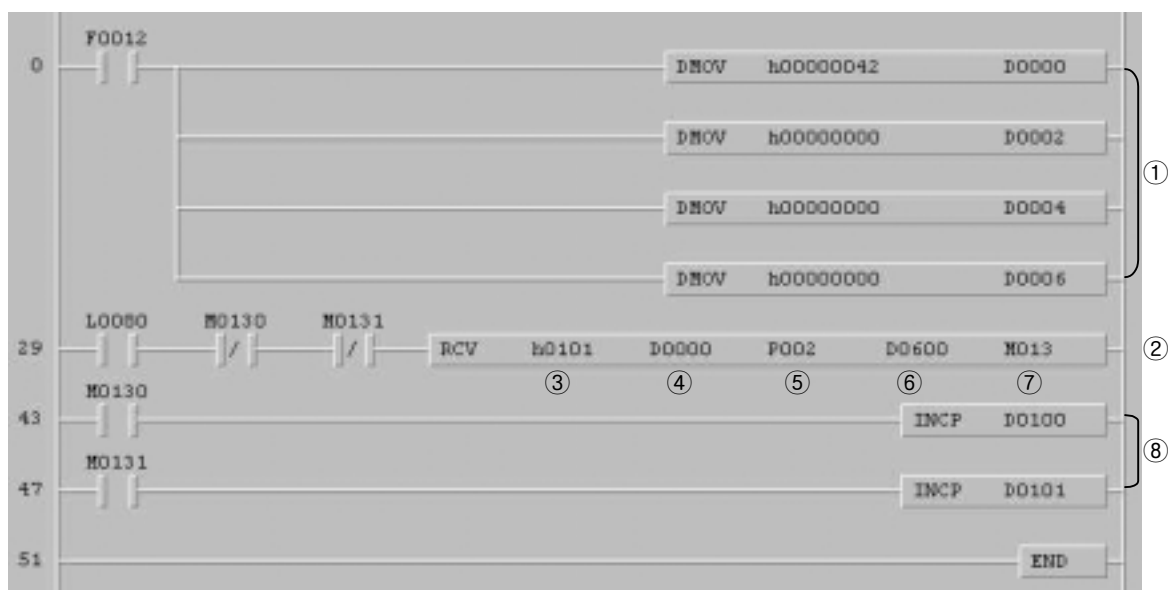 F0012
0 DMOV h00000042 D0000
DMOV h00000000 D0002
①
DMOV h00000000 D0004
DMOV h00000000 D0006
L0080 M0130 M0131
29 RCV h0101 D0000 P002 D0600 M013 ②
③ ④ ⑤ ⑥ ⑦
M0130
43 INCP D0100
⑧
M0131
47 INCP D0101
51 END